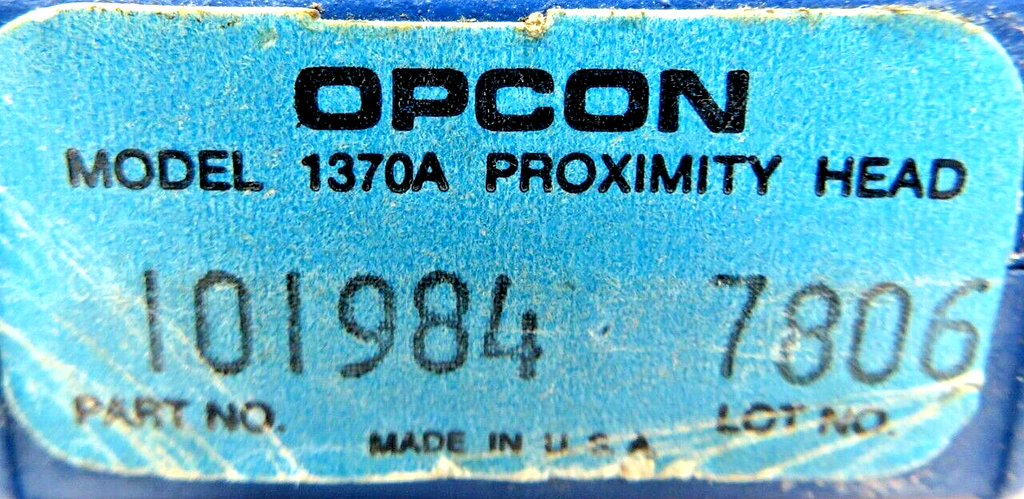 OPCON
MODEL 1370A PROXIMITY HEAD
101984 7806
PART NO. LOT NO.
MADE IN U.S.A.